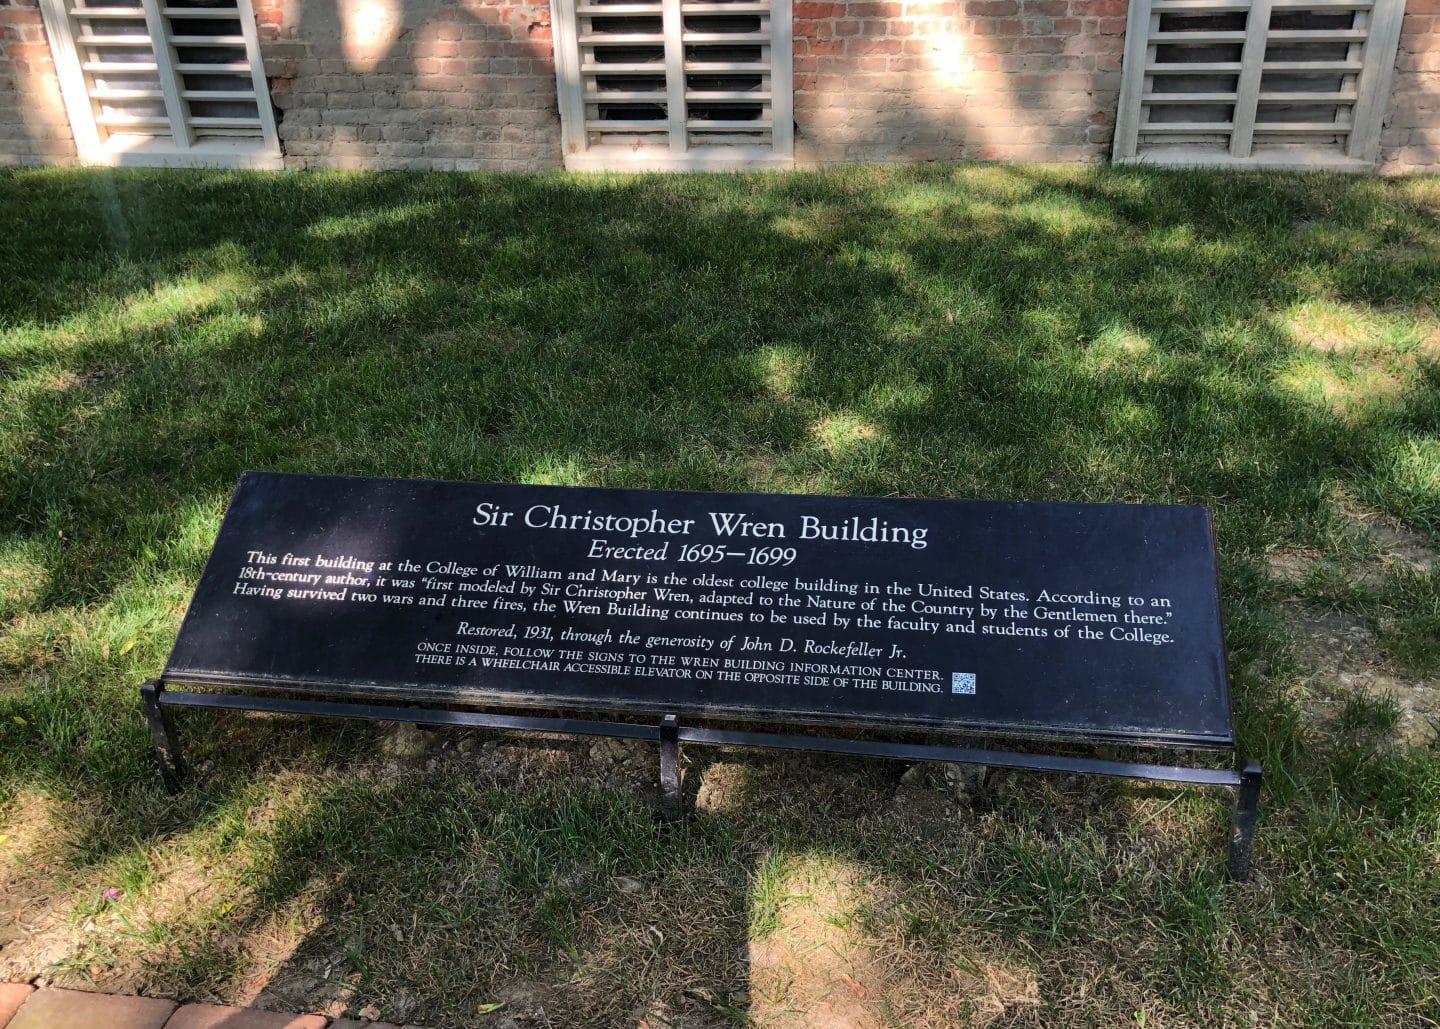 Sir Christopher Wren Building
Erected 1695–1699
This first building at the College of William and Mary is the oldest college building in the United States. According to an
18th-century author, it was "first modeled by Sir Christopher Wren, adapted to the Nature of the Country by the Gentlemen there."
Having survived two wars and three fires, the Wren Building continues to be used by the faculty and students of the College.
Restored, 1931, through the generosity of John D. Rockefeller Jr.
ONCE INSIDE, FOLLOW THE SIGNS TO THE WREN BUILDING INFORMATION CENTER.
THERE IS A WHEELCHAIR ACCESSIBLE ELEVATOR ON THE OPPOSITE SIDE OF THE BUILDING.